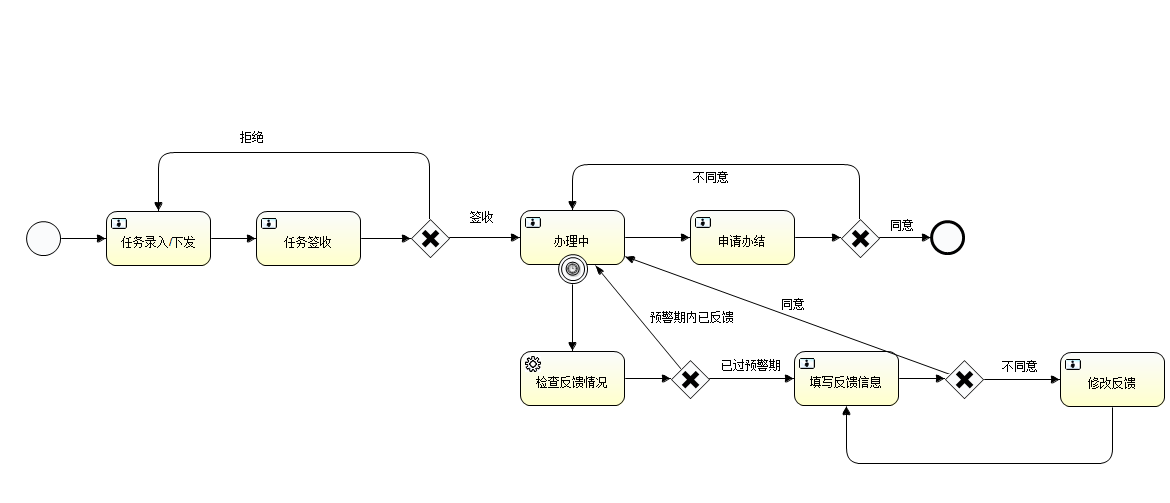 拒绝
不同意
签收
同意
任务录入/下发
任务签收
办理中
申请办结
同意
预警期内已反馈
已过预警期
不同意
检查反馈情况
填写反馈信息
修改反馈